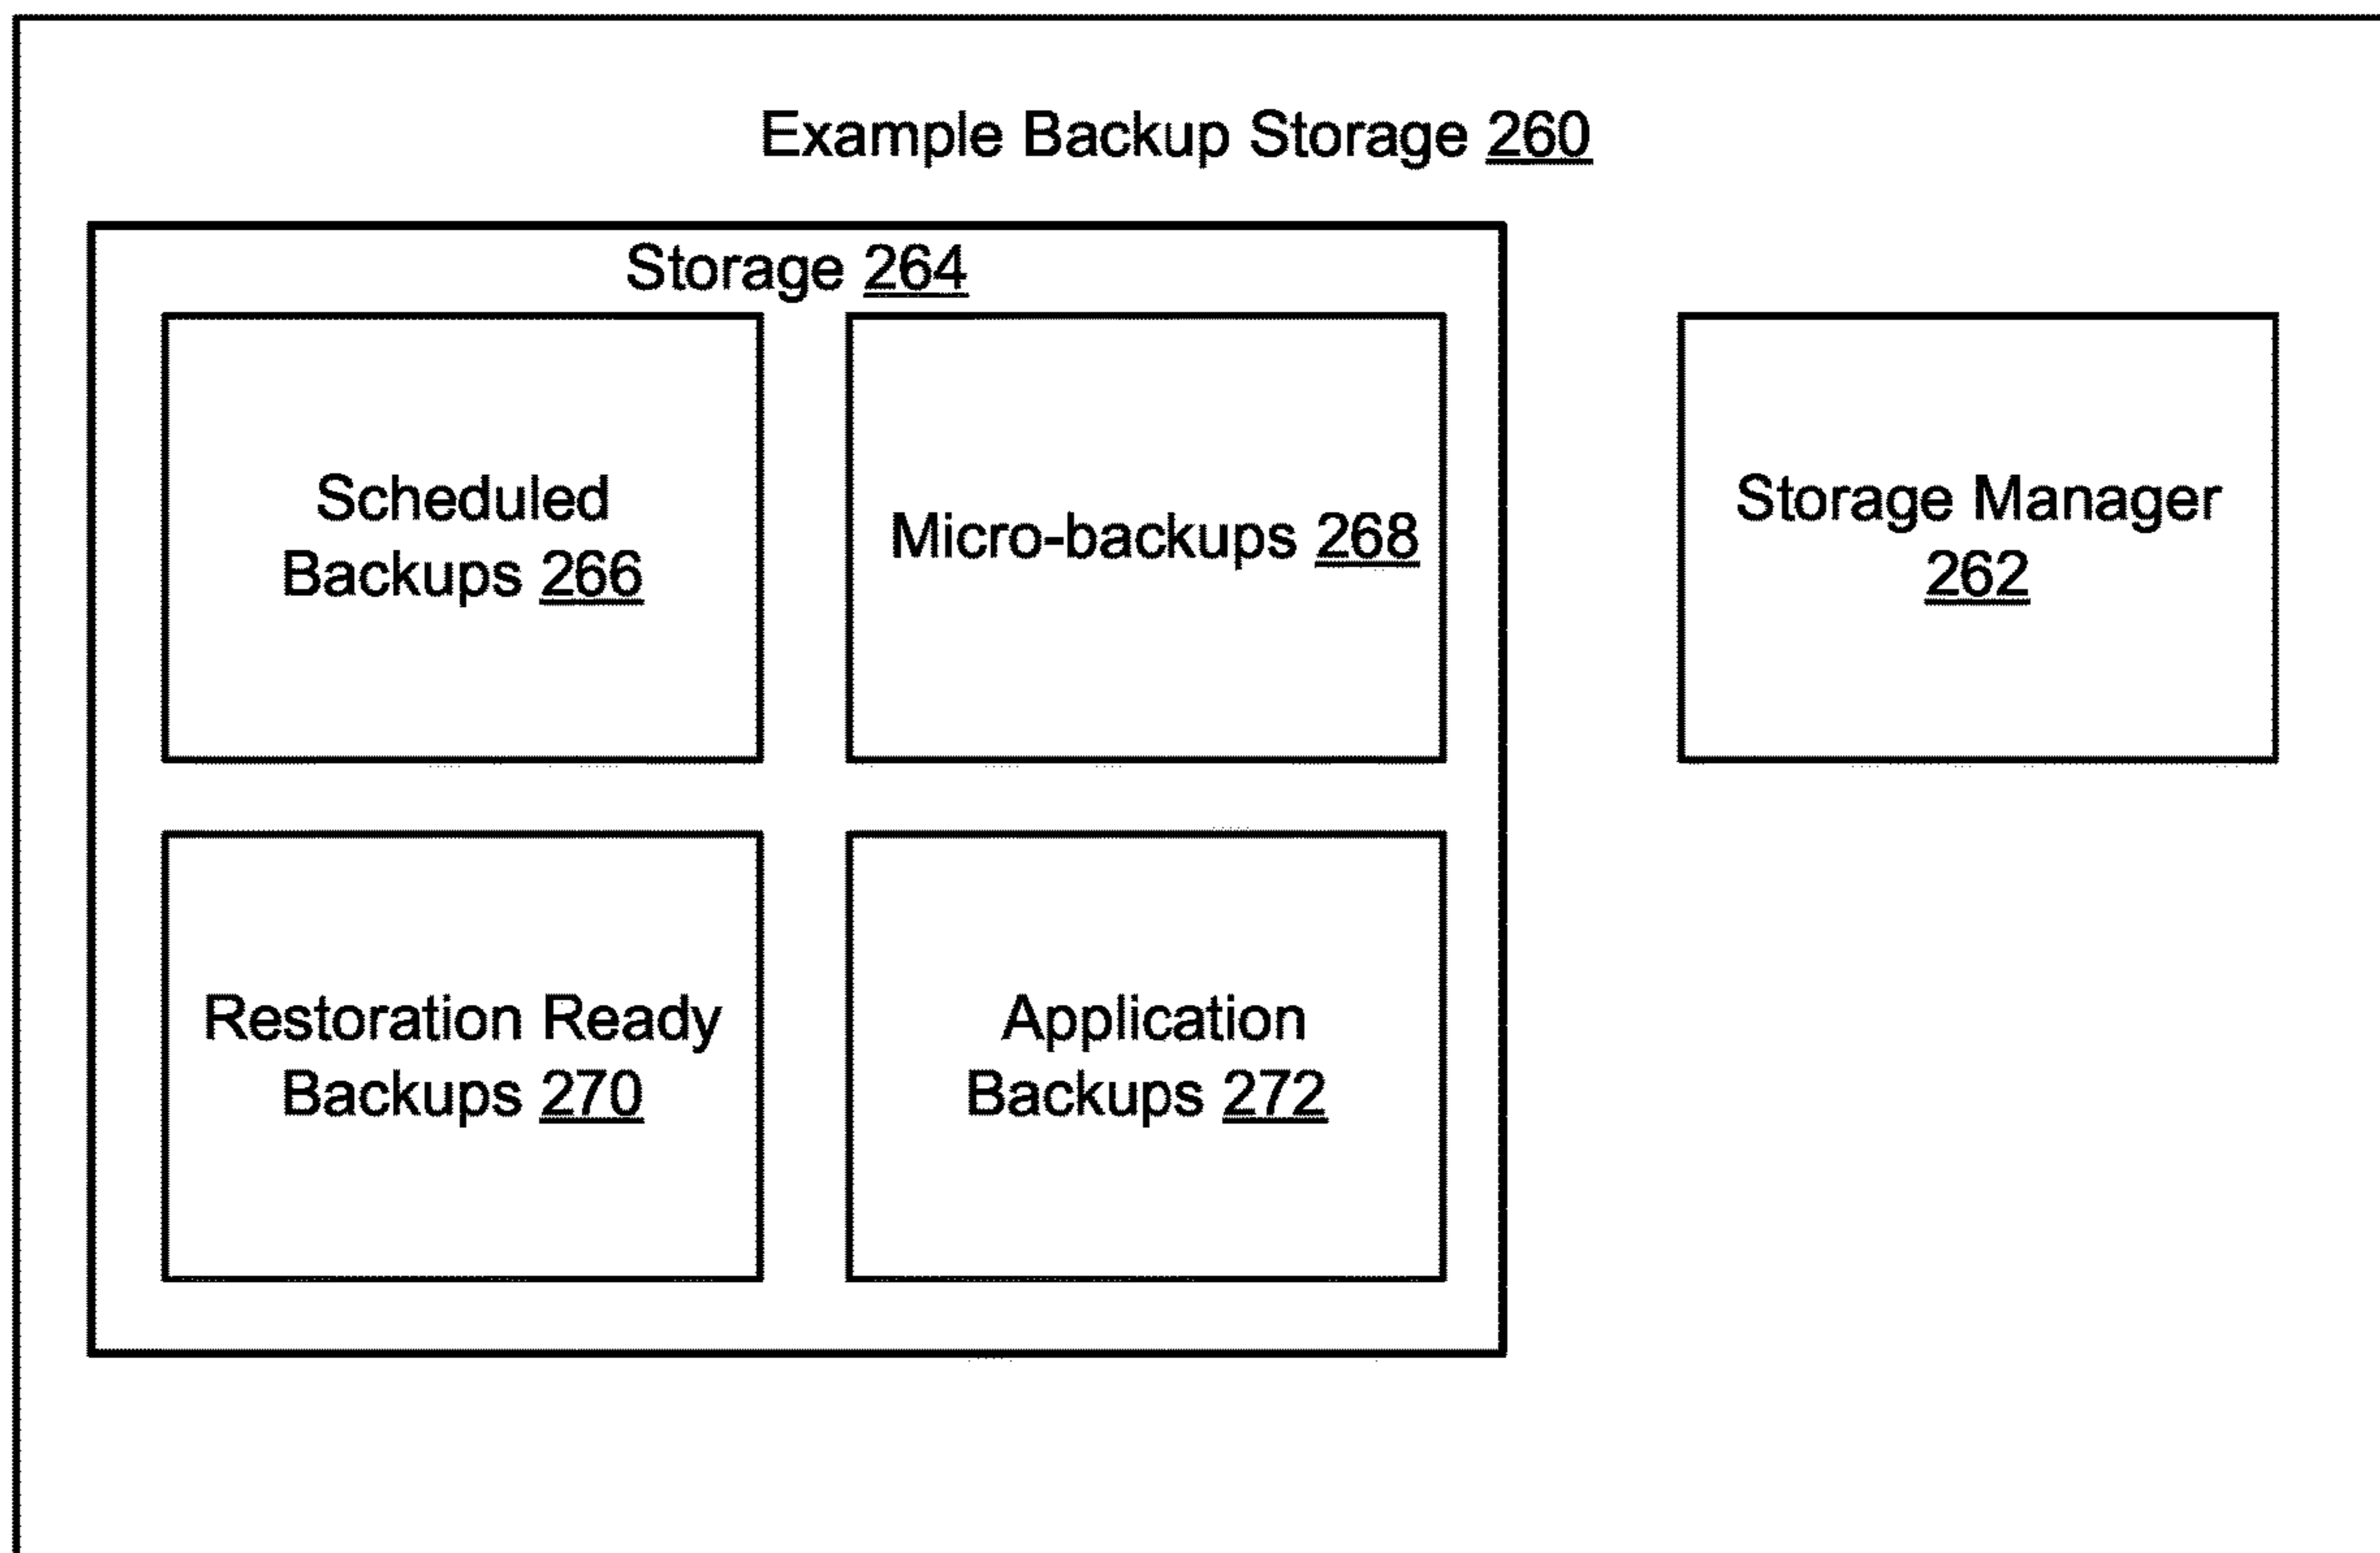 Example Backup Storage 260
Storage 264
Scheduled
Backups 266
Micro-backups 268
Storage Manager
262
Restoration Ready
Backups 270
Application
Backups 272